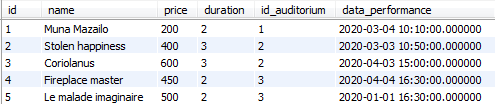 id name price duration id_auditorium data_performance
1 Muna Mazailo 200 2 1 2020-03-04 10:10:00.000000
2 Stolen happiness 400 3 2 2020-03-03 10:50:00.000000
3 Coriolanus 600 3 2 2020-04-03 15:00:00.000000
4 Fireplace master 450 2 3 2020-04-03 16:30:00.000000
5 Le malade imaginaire 500 2 3 2020-01-01 16:30:00.000000